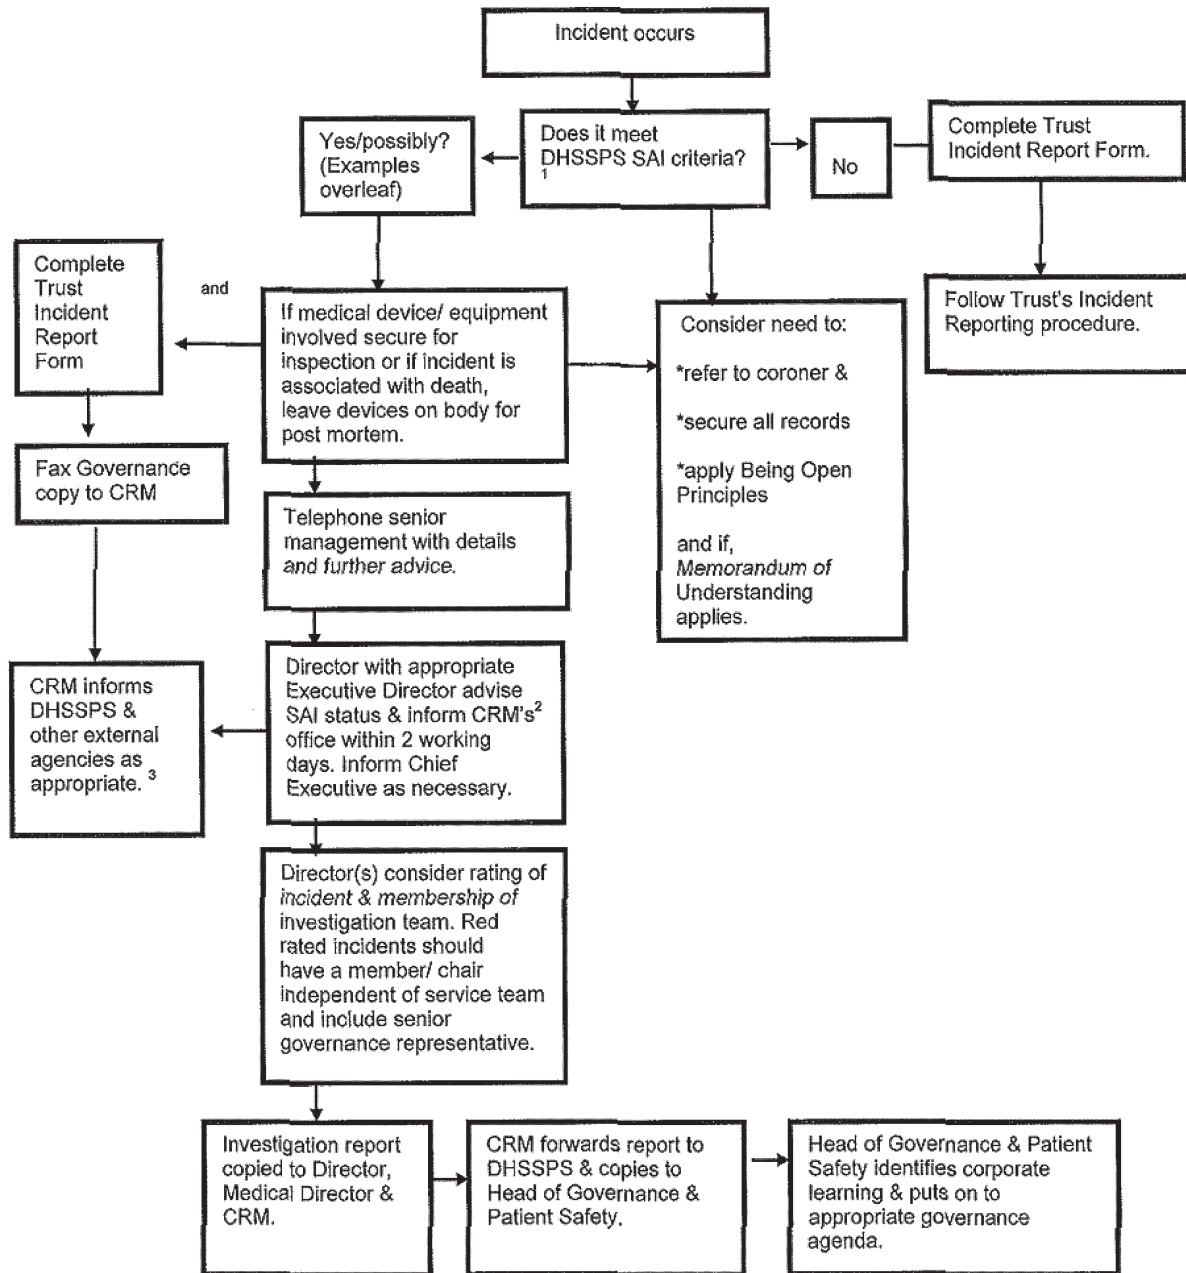 Incident occurs
Does it meet
DHSSPS SAI criteria?
1
Yes/possibly?
(Examples
overleaf)
No
Complete Trust
Incident Report Form.
Follow Trust's Incident
Reporting procedure.
Complete
Trust
Incident
Report
Form
and
If medical device/ equipment
involved secure for
inspection or if incident is
associated with death,
leave devices on body for
post mortem.
Consider need to:
*refer to coroner &
*secure all records
*apply Being Open
Principles
and if,
Memorandum of
Understanding
applies.
Fax Governance
copy to CRM
Telephone senior
management with details
and further advice.
CRM informs
DHSSPS &
other external
agencies as
appropriate. 3
Director with appropriate
Executive Director advise
SAI status & inform CRM's2
office within 2 working
days. Inform Chief
Executive as necessary.
Director(s) consider rating of
incident & membership of
investigation team. Red
rated incidents should
have a member/ chair
independent of service team
and include senior
governance representative.
Investigation report
copied to Director,
Medical Director &
CRM.
CRM forwards report to
DHSSPS & copies to
Head of Governance &
Patient Safety.
Head of Governance & Patient
Safety identifies corporate
learning & puts on to
appropriate governance
agenda.